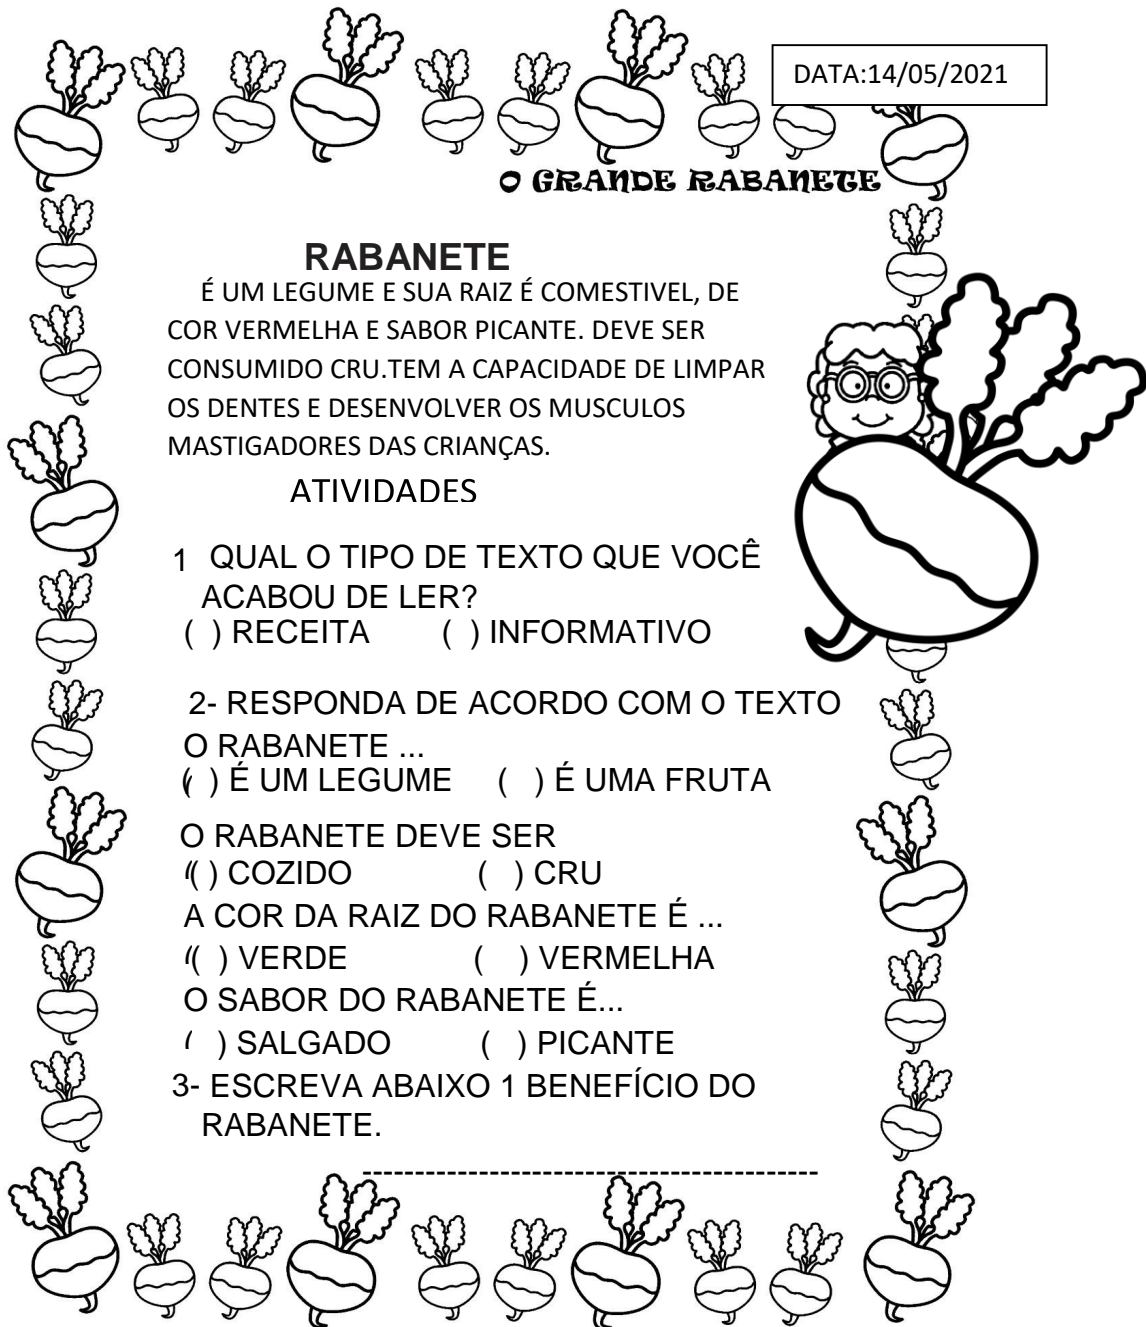 DATA:14/05/2021
O GRANDE RABANETE
RABANETE
É UM LEGUME E SUA RAIZ É COMESTIVEL, DE
COR VERMELHA E SABOR PICANTE. DEVE SER
CONSUMIDO CRU.TEM A CAPACIDADE DE LIMPAR
OS DENTES E DESENVOLVER OS MUSCULOS
MASTIGADORES DAS CRIANÇAS.
ATIVIDADES
1 QUAL O TIPO DE TEXTO QUE VOCÊ
ACABOU DE LER?
( ) RECEITA ( ) INFORMATIVO
2- RESPONDA DE ACORDO COM O TEXTO
O RABANETE ...
( ) É UM LEGUME ( ) É UMA FRUTA
O RABANETE DEVE SER
( ) COZIDO ( ) CRU
A COR DA RAIZ DO RABANETE É ...
( ) VERDE ( ) VERMELHA
O SABOR DO RABANETE É...
( ) SALGADO ( ) PICANTE
3- ESCREVA ABAIXO 1 BENEFÍCIO DO
RABANETE.